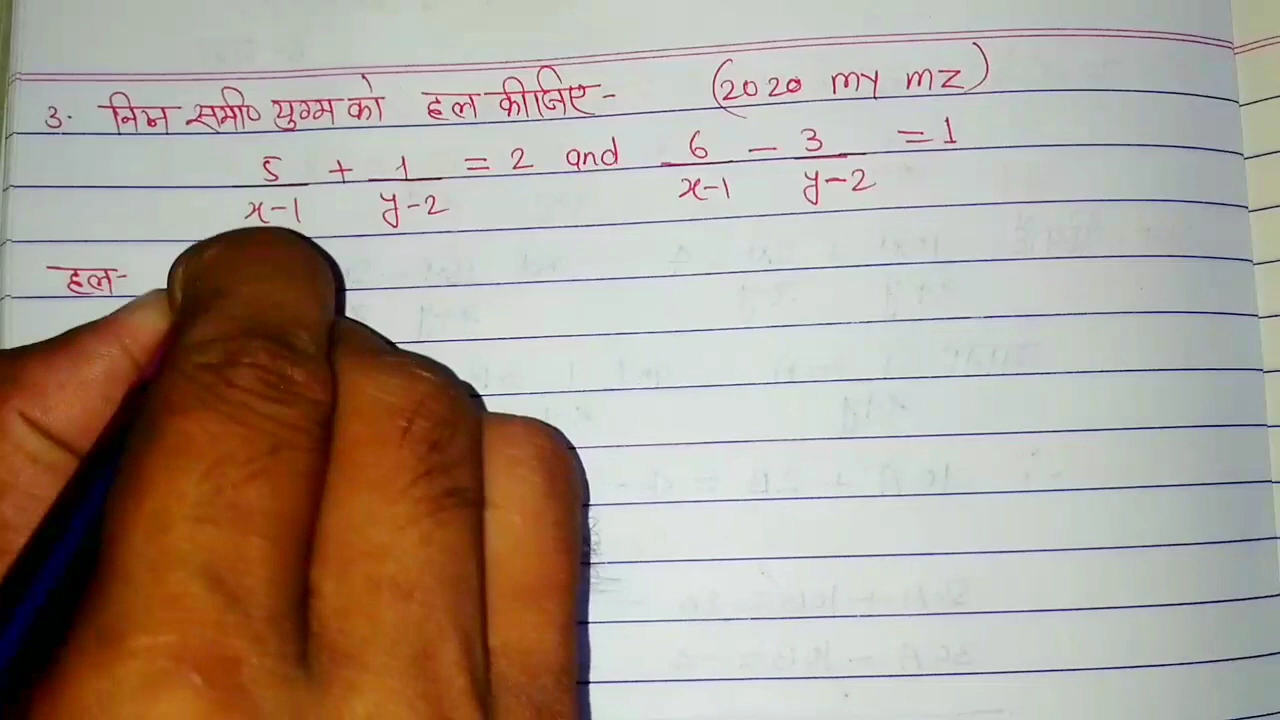 3. निम्न समी० युग्म को हल कीजिए- (2020 MY MZ)
5/x-1 + 1/y-2 = 2 and 6/x-1 - 3/y-2 = 1
हल-